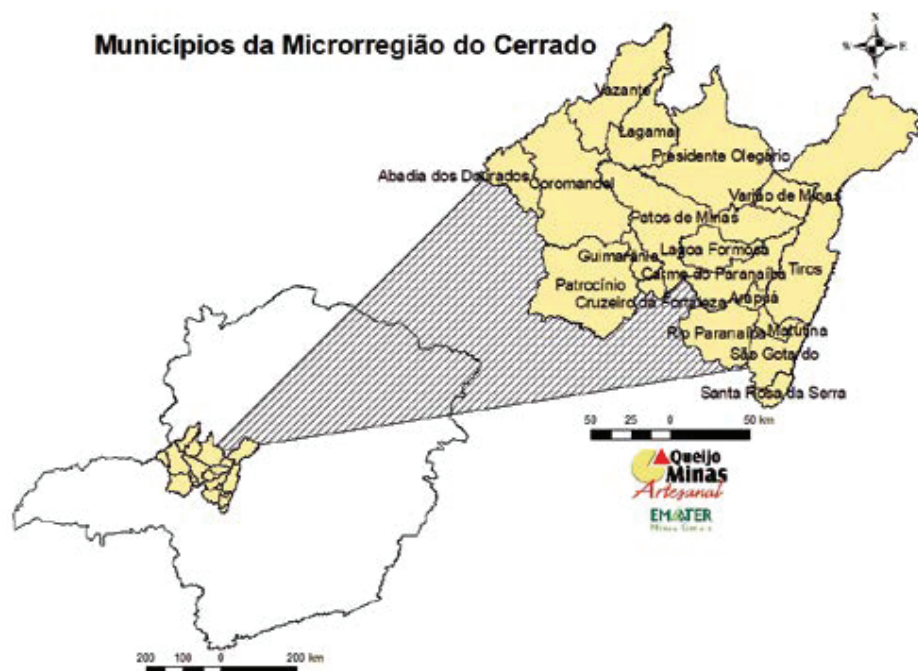 Municípios da Microrregião do Cerrado
N
W E
S
Vazante
Lagamar
Presidente Olegário
Abadia dos Dourados
Coromandel
Varjão de Minas
Patos de Minas
Lagoa Formosa
Guimarânia
Carmo do Paranaíba
Tiros
Patrocínio
Cruzeiro da Fortaleza
Arapuá
Rio Paranaíba
Matutina
São Gotardo
Santa Rosa da Serra
50 25 0 50 km
Queijo
Minas
Artesanal
EMATER
Minas Gerais
200 100 0 200 km